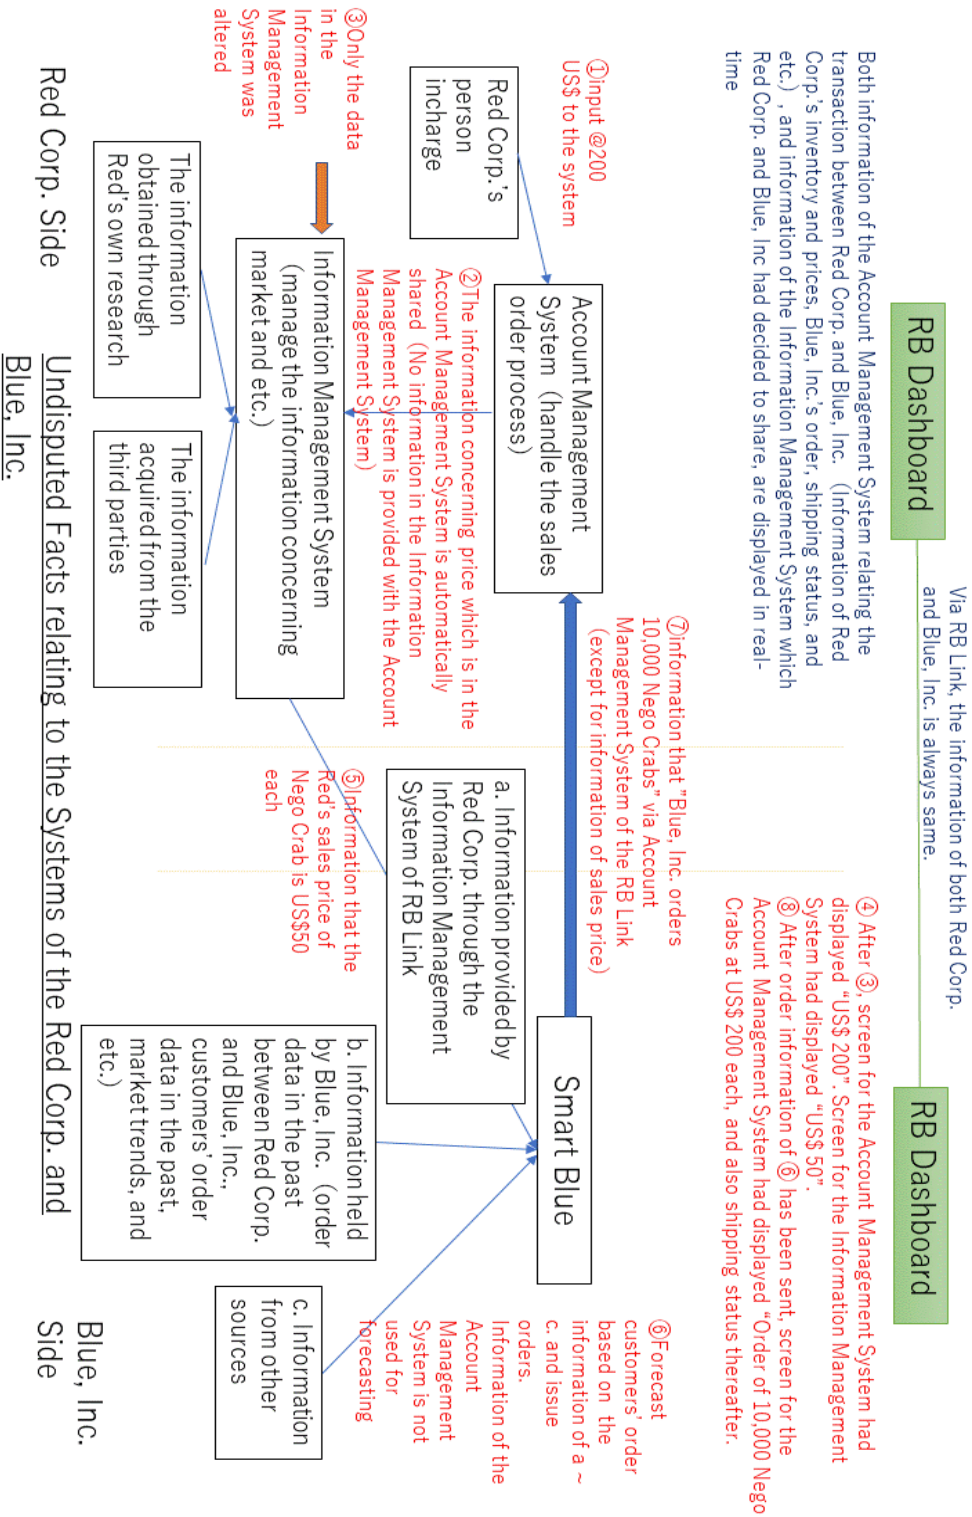 RB Dashboard
RB Dashboard
Via RB Link, the information of both Red Corp.
and Blue, Inc. is always same.
Both information of the Account Management System relating the
transaction between Red Corp. and Blue, Inc. (Information of Red
Corp.'s inventory and prices, Blue, Inc.'s order, shipping status, and
etc.) , and information of the Information Management System which
Red Corp. and Blue, Inc had decided to share, are displayed in real-
time
④ After ③, screen for the Account Management System had
displayed “US$ 200”. Screen for the Information Management
System had displayed “US$ 50”.
⑧ After order information of ⑥ has been sent, screen for the
Account Management System had displayed “Order of 10,000 Nego
Crabs at US$ 200 each, and also shipping status thereafter.
①input @200
US$ to the system
Red Corp.'s
person
incharge
Account Management
System (handle the sales
order process)
⑦information that ”Blue, Inc. orders
10,000 Nego Crabs” via Account
Management System of the RB Link
(except for information of sales price)
Smart Blue
⑥Forecast
customers' order
based on the
information of a ~
c. and issue
orders.
Information of the
Account
Management
System is not
used for
forecasting
②The information concerning price which is in the
Account Management System is automatically
shared (No information in the Information
Management System is provided with the Account
Management System)
③Only the data
in the
Information
Management
System was
altered
Information Management System
(manage the information concerning
market and etc.)
a. Information provided by
Red Corp. through the
Information Management
System of RB Link
⑤Information that the
Red's sales price of
Nego Crab is US$50
each
b. Information held
by Blue, Inc. (order
data in the past
between Red Corp.
and Blue, Inc.,
customers' order
data in the past,
market trends, and
etc.)
c. Information
from other
sources
The information
obtained through
Red's own research
The information
acquired from the
third parties
Red Corp. Side
Blue, Inc.
Side
Undisputed Facts relating to the Systems of the Red Corp. and
Blue, Inc.